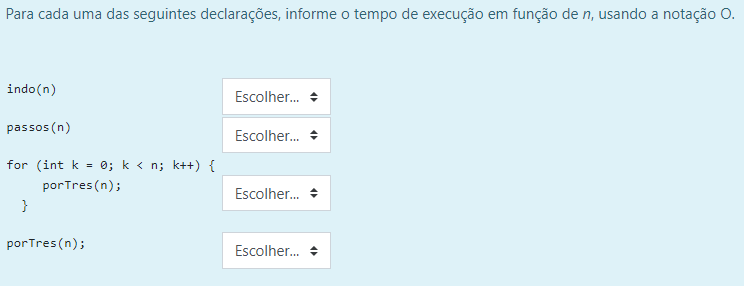 Para cada uma das seguintes declarações, informe o tempo de execução em função de n, usando a notação O.
indo(n)
Escolher...
passos(n)
Escolher...
for (int k = 0; k < n; k++) {
porTres(n);
}
Escolher...
porTres(n);
Escolher...